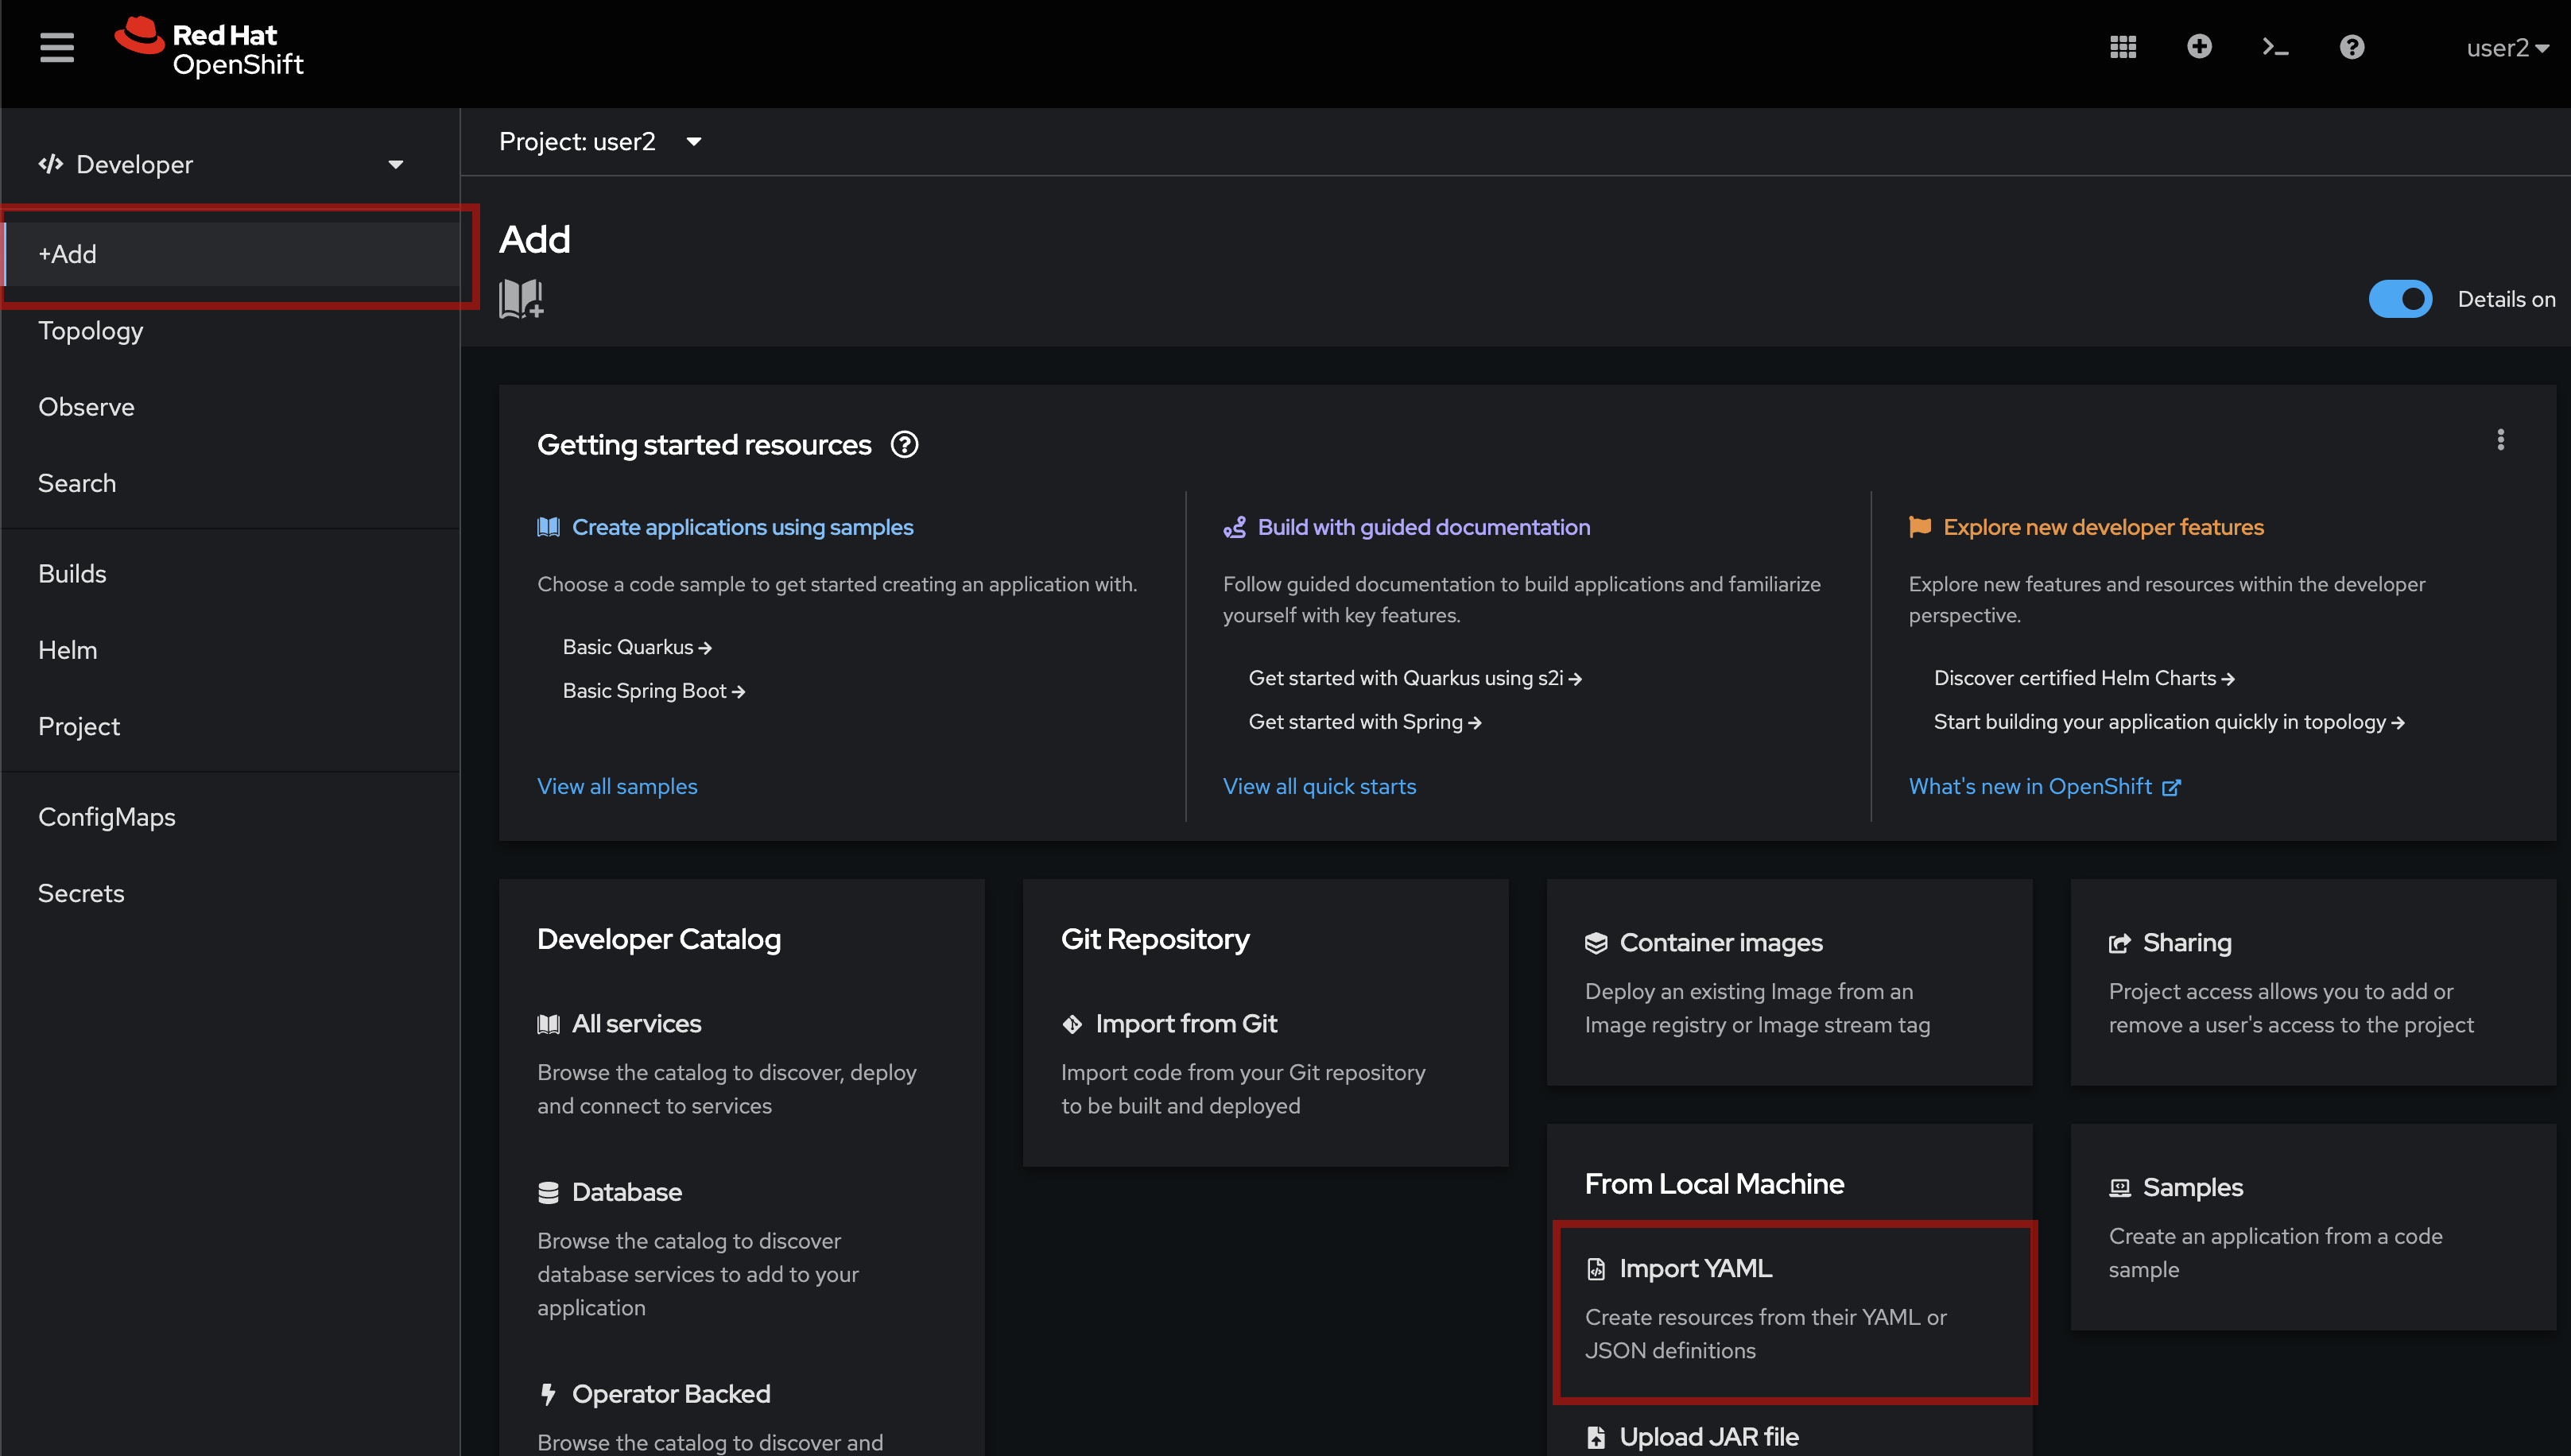 Red Hat
OpenShift
user2
Developer
+Add
Topology
Observe
Search
Builds
Helm
Project
ConfigMaps
Secrets
Project: user2
Add
Details on
Getting started resources
Create applications using samples
Choose a code sample to get started creating an application with.
Basic Quarkus
Basic Spring Boot
View all samples
Build with guided documentation
Follow guided documentation to build applications and familiarize
yourself with key features.
Get started with Quarkus using s2i
Get started with Spring
View all quick starts
Explore new developer features
Explore new features and resources within the developer
perspective.
Discover certified Helm Charts
Start building your application quickly in topology
What's new in OpenShift
Developer Catalog
All services
Browse the catalog to discover, deploy
and connect to services
Database
Browse the catalog to discover
database services to add to your
application
Operator Backed
Browse the catalog to discover and
Git Repository
Import from Git
Import code from your Git repository
to be built and deployed
Container images
Deploy an existing Image from an
Image registry or Image stream tag
From Local Machine
Import YAML
Create resources from their YAML or
JSON definitions
Upload JAR file
Sharing
Project access allows you to add or
remove a user's access to the project
Samples
Create an application from a code
sample